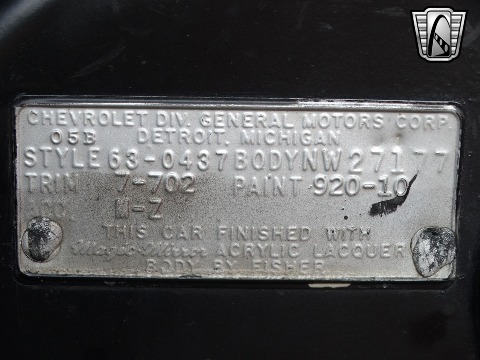 CHEVROLET DIV. GENERAL MOTORS CORP.
05B DETROIT, MICHIGAN
STYLE 63-0437 BODY NW 27177
TRIM 7-702 PAINT 920-10
ACC. M-Z
THIS CAR FINISHED WITH
Magic-Mirror ACRYLIC LACQUER
BODY BY FISHER